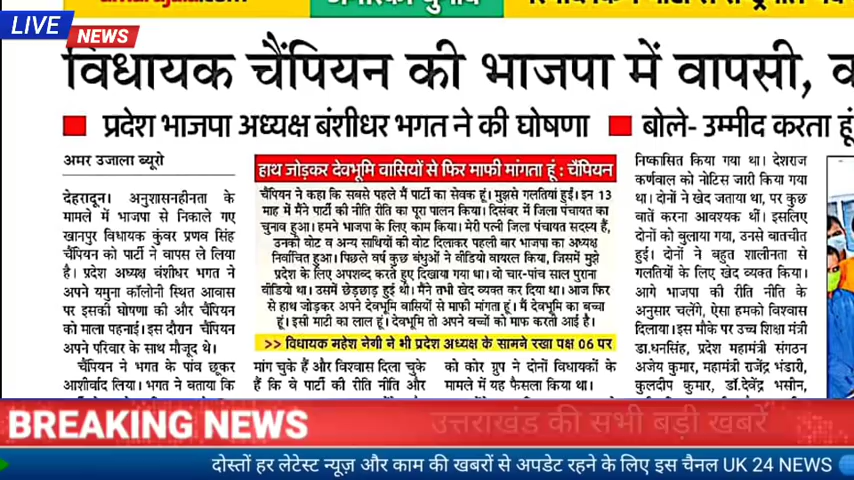 LIVE
NEWS
विधायक चैंपियन की भाजपा में वापसी,
प्रदेश भाजपा अध्यक्ष बंशीधर भगत ने की घोषणा
बोले- उम्मीद करता हूं
अमर उजाला ब्यूरो
देहरादून। अनुशासनहीनता के
मामले में भाजपा से निकाले गए
खानपुर विधायक कुंवर प्रणव सिंह
चैंपियन को पार्टी ने वापस ले लिया
है। प्रदेश अध्यक्ष बंशीधर भगत ने
अपने यमुना कॉलोनी स्थित आवास
पर इसकी घोषणा की और चैंपियन
को माला पहनाई। इस दौरान चैंपियन
अपने परिवार के साथ मौजूद थे।
चैंपियन ने भगत के पांव छूकर
आशीर्वाद लिया। भगत ने बताया कि
हाथ जोड़कर देवभूमि वासियों से फिर माफी मांगता हूं : चैंपियन
चैंपियन ने कहा कि सबसे पहले मैं पार्टी का सेवक हूं। मुझसे गलतियां हुईं। इन 13
माह में मैंने पार्टी की नीति रीति का पूरा पालन किया। दिसंबर में जिला पंचायत का
चुनाव हुआ। हमने भाजपा के लिए काम किया। मेरी पत्नी जिला पंचायत सदस्य हैं,
उनको वोट व अन्य साथियों की वोट दिलाकर पहली बार भाजपा का अध्यक्ष
निर्वाचित हुआ। पिछले वर्ष कुछ बंधुओं ने वीडियो वायरल किया, जिसमें मुझे
प्रदेश के लिए अपशब्द करते हुए दिखाया गया था। वो चार-पांच साल पुराना
वीडियो था। उसमें छेड़छाड़ हुई थी। मैंने तभी खेद व्यक्त कर दिया था। आज फिर
से हाथ जोड़कर अपने देवभूमि वासियों से माफी मांगता हूं। मैं देवभूमि का बच्चा
हूं। इसी माटी का लाल हूं। देवभूमि तो अपने बच्चों को माफ करती आई है।
>> विधायक महेश नेगी ने भी प्रदेश अध्यक्ष के सामने रखा पक्ष 06 पर
मांग चुके हैं और विश्वास दिला चुके
हैं कि वे पार्टी की रीति नीति और
को कोर ग्रुप ने दोनों विधायकों के
मामले में यह फैसला किया था।
निष्कासित किया गया था। देशराज
कर्णवाल को नोटिस जारी किया गया
था। दोनों ने खेद जताया था, पर कुछ
बातें करना आवश्यक थीं। इसलिए
दोनों को बुलाया गया, उनसे बातचीत
हुई। दोनों ने बहुत शालीनता से
गलतियों के लिए खेद व्यक्त किया।
आगे भाजपा की रीति नीति के
अनुसार चलेंगे, ऐसा हमको विश्वास
दिलाया। इस मौके पर उच्च शिक्षा मंत्री
डा.धनसिंह, प्रदेश महामंत्री संगठन
अजेय कुमार, महामंत्री राजेंद्र भंडारी,
कुलदीप कुमार, डॉ.देवेंद्र भसीन,
BREAKING NEWS
उत्तराखंड की सभी बड़ी खबरें
दोस्तों हर लेटेस्ट न्यूज़ और काम की खबरों से अपडेट रहने के लिए इस चैनल UK 24 NEWS